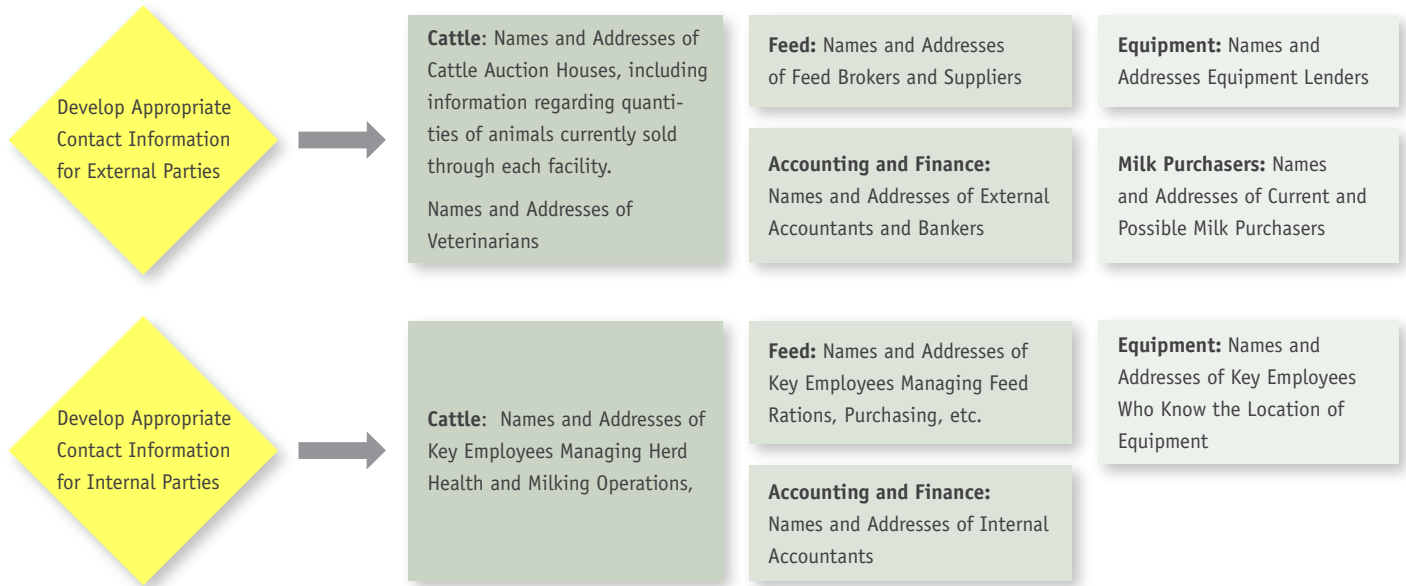 Develop Appropriate
Contact Information
for External Parties
Cattle: Names and Addresses of
Cattle Auction Houses, including
information regarding quanti-
ties of animals currently sold
through each facility.
Names and Addresses of
Veterinarians
Feed: Names and Addresses
of Feed Brokers and Suppliers
Accounting and Finance:
Names and Addresses of External
Accountants and Bankers
Equipment: Names and
Addresses Equipment Lenders
Milk Purchasers: Names
and Addresses of Current and
Possible Milk Purchasers
Develop Appropriate
Contact Information
for Internal Parties
Cattle: Names and Addresses of
Key Employees Managing Herd
Health and Milking Operations,
Feed: Names and Addresses of
Key Employees Managing Feed
Rations, Purchasing, etc.
Accounting and Finance:
Names and Addresses of Internal
Accountants
Equipment: Names and
Addresses of Key Employees
Who Know the Location of
Equipment